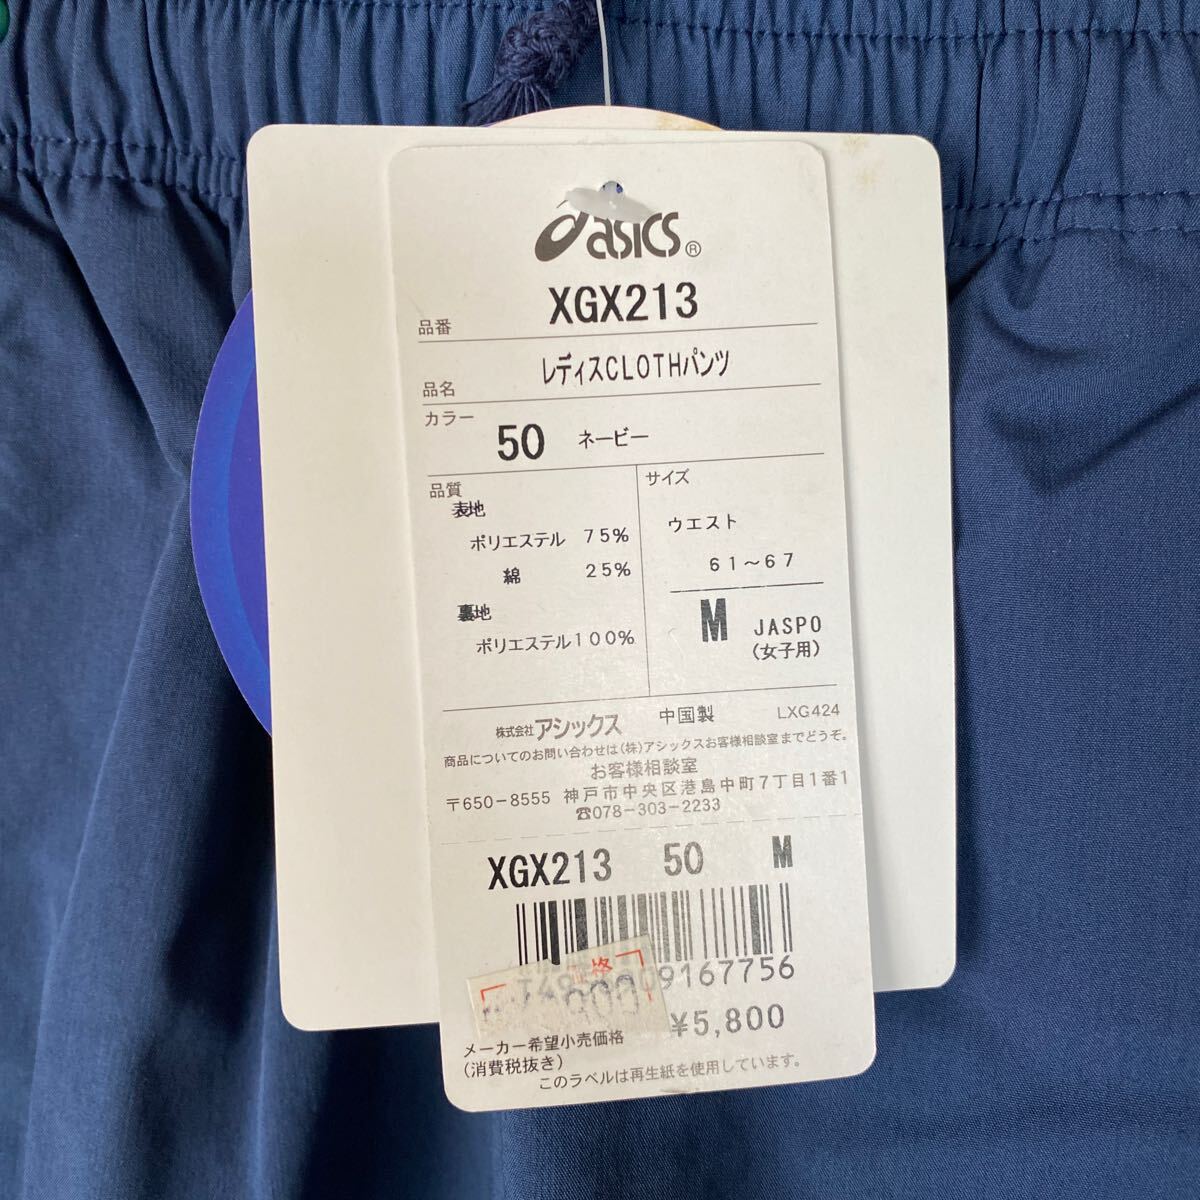 asics®
品番 XGX213
品名 レディスCLOTHパンツ
カラー 50 ネービー
品質
表地
ポリエステル 75%
綿 25%
裏地
ポリエステル100%
サイズ
ウエスト
61～67
M JASPO
(女子用)
株式会社アシックス 中国製 LXG424
商品についてのお問い合わせは(株)アシックスお客様相談室までどうぞ。
お客様相談室
〒650-8555 神戸市中央区港島中町7丁目1番1
☎078-303-2233
XGX213 50 M
09167756
格
¥5,800
メーカー希望小売価格
(消費税抜き)
このラベルは再生紙を使用しています。